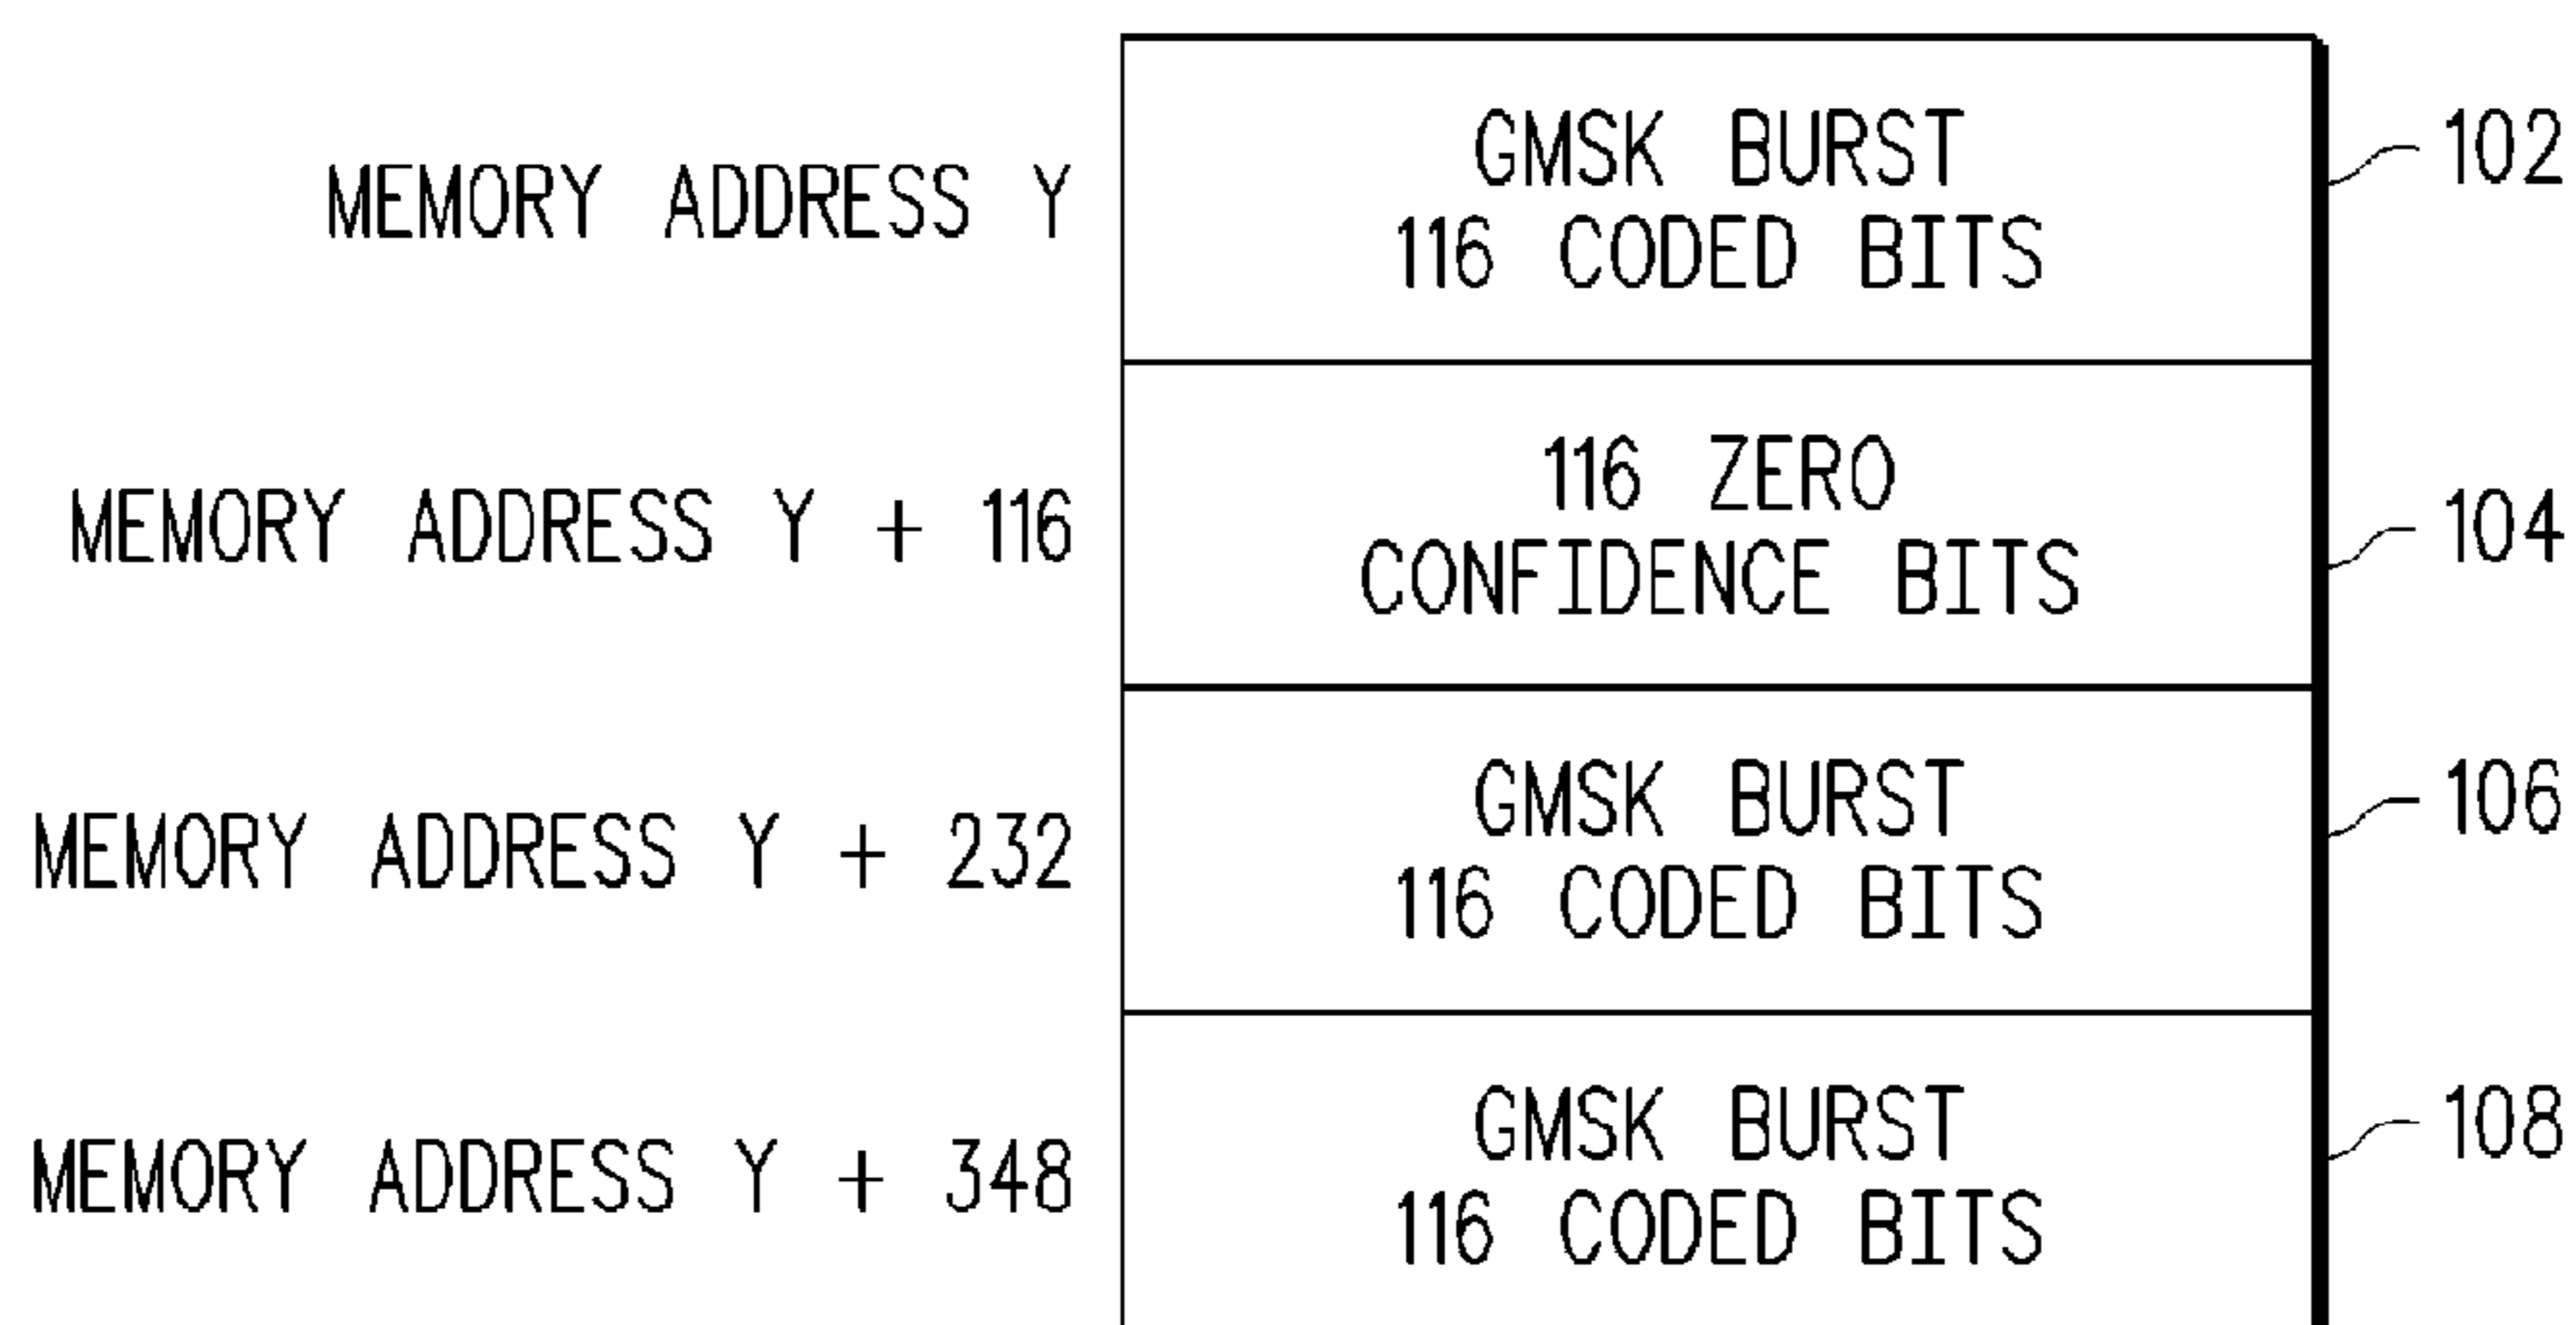 GMSK BURST
116 CODED BITS
102
MEMORY ADDRESS Y
116 ZERO
CONFIDENCE BITS
104
MEMORY ADDRESS Y + 116
GMSK BURST
116 CODED BITS
106
MEMORY ADDRESS Y + 232
GMSK BURST
116 CODED BITS
108
MEMORY ADDRESS Y + 348